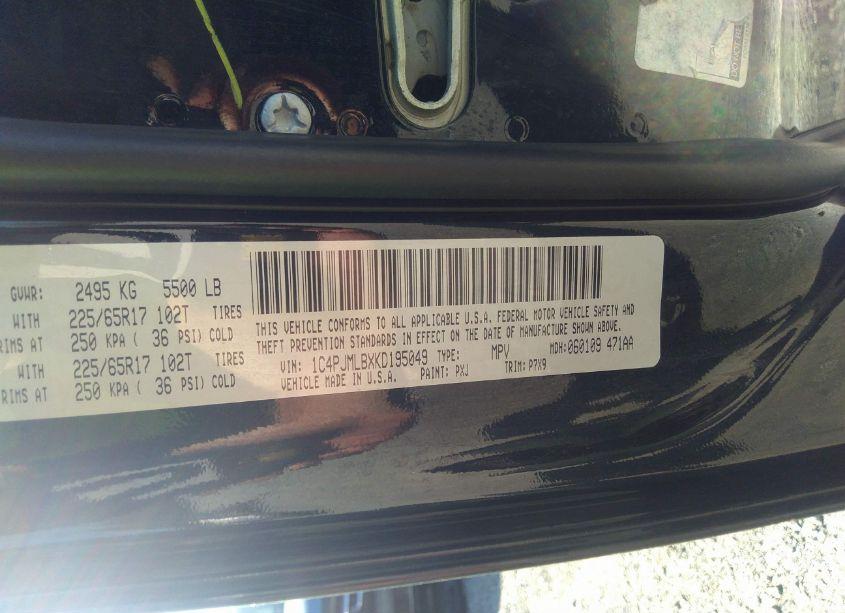 GVWR: 2495 KG 5500 LB
WITH 225/65R17 102T TIRES
RIMS AT 250 KPA ( 36 PSI) COLD
WITH 225/65R17 102T TIRES
RIMS AT 250 KPA ( 36 PSI) COLD
THIS VEHICLE CONFORMS TO ALL APPLICABLE U.S.A. FEDERAL MOTOR VEHICLE SAFETY AND
THEFT PREVENTION STANDARDS IN EFFECT ON THE DATE OF MANUFACTURE SHOWN ABOVE.
VIN: 1C4PJMLBXKD195049 TYPE: MPV MDH: 060109 471AA
VEHICLE MADE IN U.S.A. PAINT: PXJ TRIM: P7X9